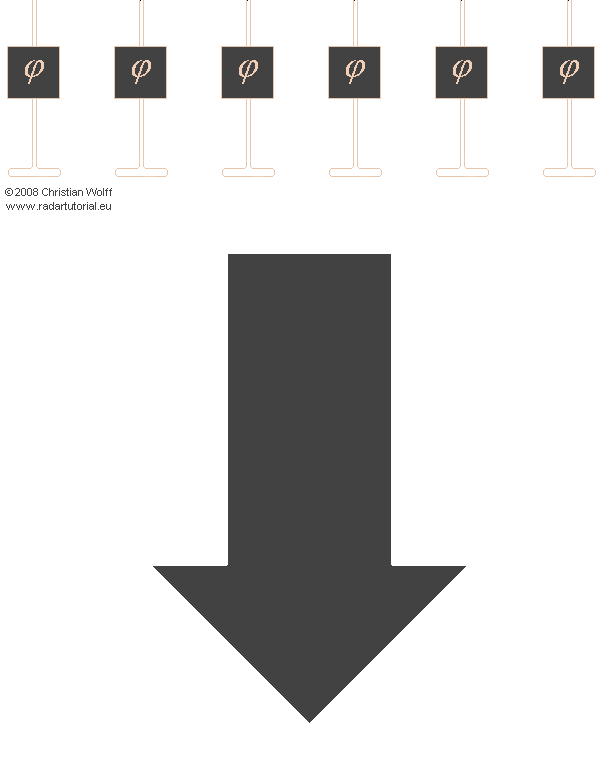 φ φ φ φ φ φ
©2008 Christian Wolff
www.radartutorial.eu